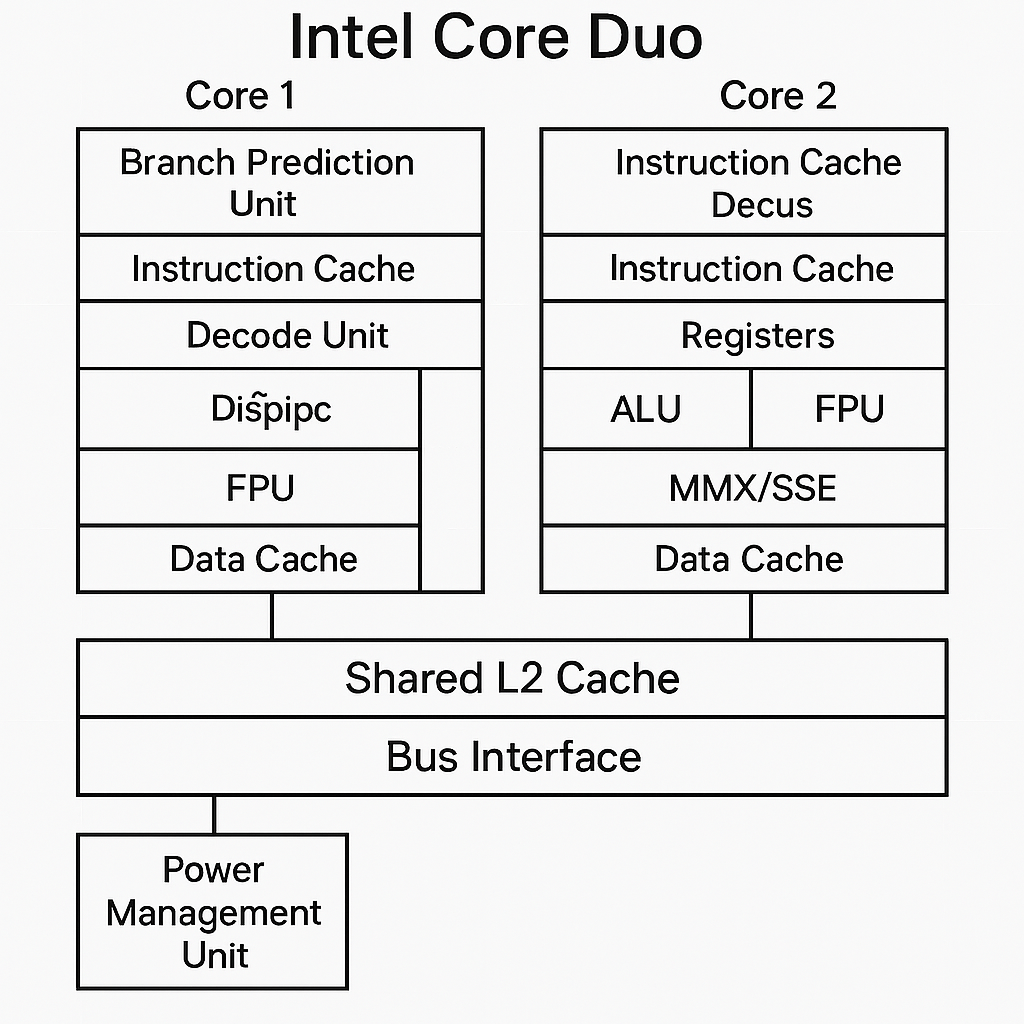 Intel Core Duo
Core 1
Branch Prediction
Unit
Instruction Cache
Decode Unit
FPU
Data Cache
Core 2
Instruction Cache
Decus
Instruction Cache
Registers
ALU
FPU
MMX/SSE
Data Cache
Shared L2 Cache
Bus Interface
Power
Management
Unit